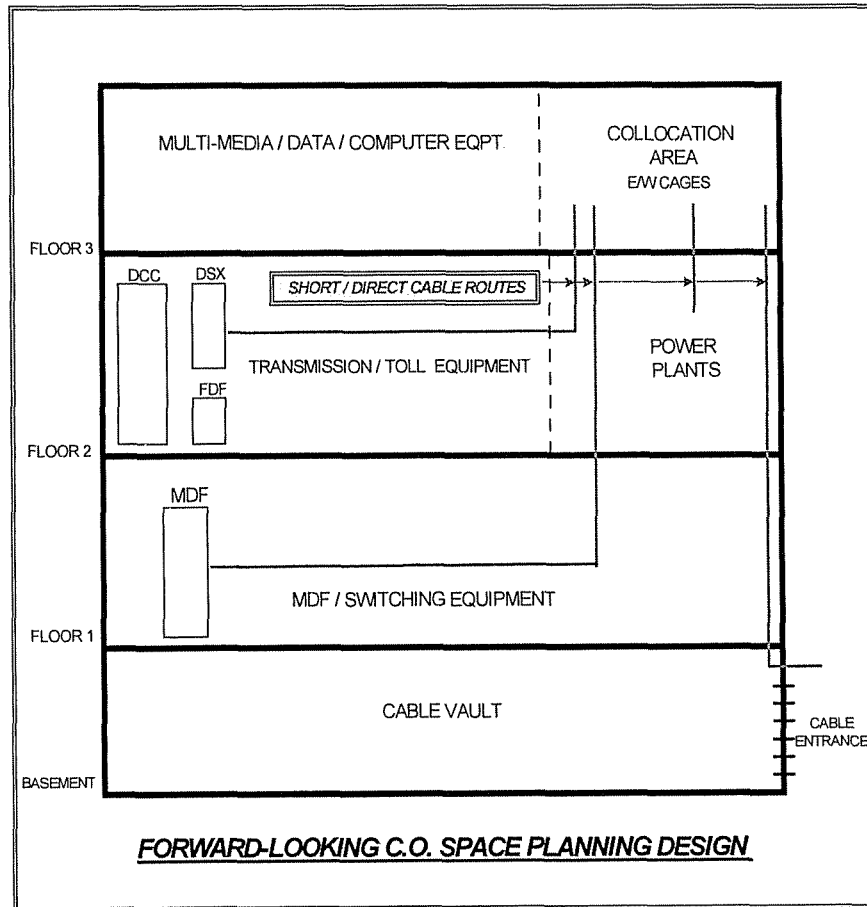 MULTI-MEDIA / DATA / COMPUTER EQPT.
COLLOCATION
AREA
E/W CAGES
FLOOR 3
DCC
DSX
SHORT / DIRECT CABLE ROUTES
TRANSMISSION / TOLL EQUIPMENT
POWER
PLANTS
FDF
FLOOR 2
MDF
MDF / SWITCHING EQUIPMENT
FLOOR 1
CABLE VAULT
CABLE
ENTRANCE
BASEMENT
FORWARD-LOOKING C.O. SPACE PLANNING DESIGN